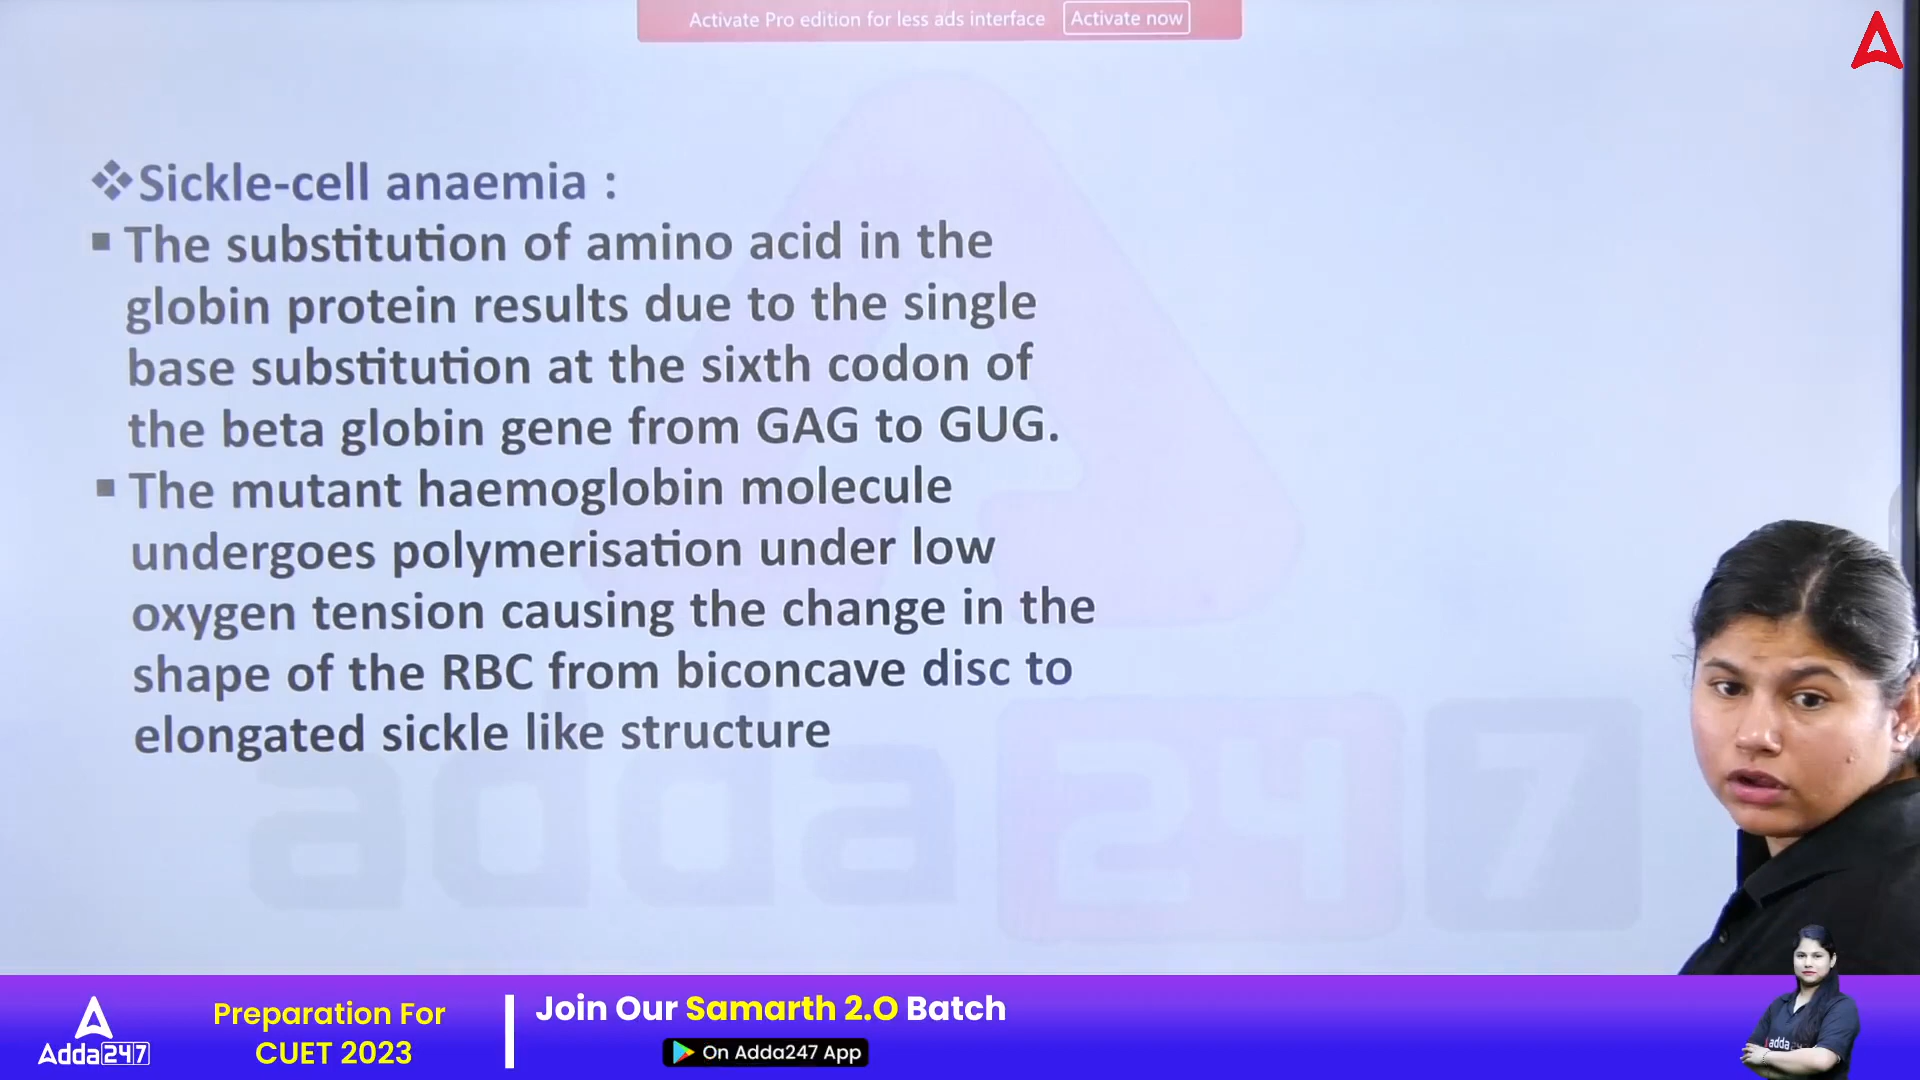 Activate Pro edition for less ads interface Activate now
❖Sickle-cell anaemia :
▪ The substitution of amino acid in the
globin protein results due to the single
base substitution at the sixth codon of
the beta globin gene from GAG to GUG.
▪ The mutant haemoglobin molecule
undergoes polymerisation under low
oxygen tension causing the change in the
shape of the RBC from biconcave disc to
elongated sickle like structure
adda 247
Preparation For
CUET 2023
Join Our Samarth 2.0 Batch
On Adda247 App
Adda247
adda247